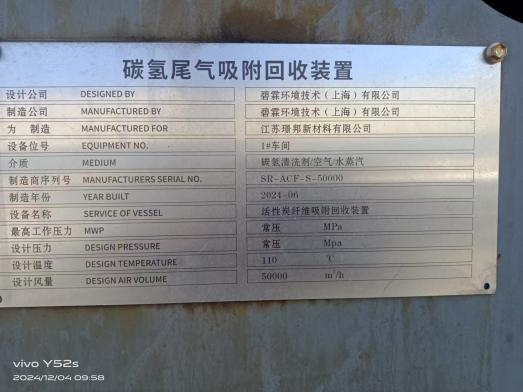 碳氢尾气吸附回收装置
设计公司 DESIGNED BY 碧霖环境技术（上海）有限公司
制造公司 MANUFACTURED BY 碧霖环境技术（上海）有限公司
为 制造 MANUFACTURED FOR 江苏璟邦新材料有限公司
设备位号 EQUIPMENT NO. 1#车间
介质 MEDIUM 碳氢清洗剂/空气/水蒸汽
制造商序列号 MANUFACTURERS SERIAL NO. SR-ACF-S-50000
制造年份 YEAR BUILT 2024-06
设备名称 SERVICE OF VESSEL 活性炭纤维吸附回收装置
最高工作压力 MWP 常压 MPa
设计压力 DESIGN PRESSURE 常压 Mpa
设计温度 DESIGN TEMPERATURE 110 ℃
设计风量 DESIGN AIR VOLUME 50000 m³/h
vivo Y52s
2024/12/04 09:58